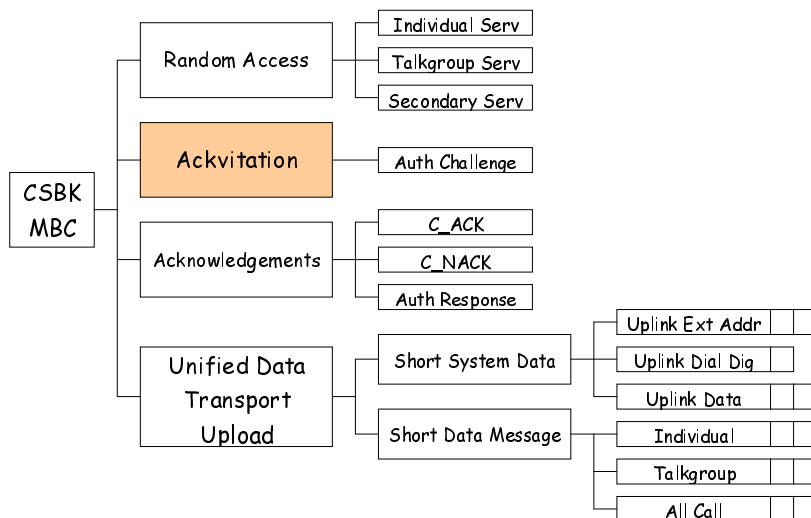 CSBK
MBC
Random Access
Individual Serv
Talkgroup Serv
Secondary Serv
Ackvitation
Auth Challenge
Acknowledgements
C_ACK
C_NACK
Auth Response
Unified Data
Transport
Upload
Short System Data
Uplink Ext Addr
Uplink Dial Dig
Uplink Data
Short Data Message
Individual
Talkgroup
All Call